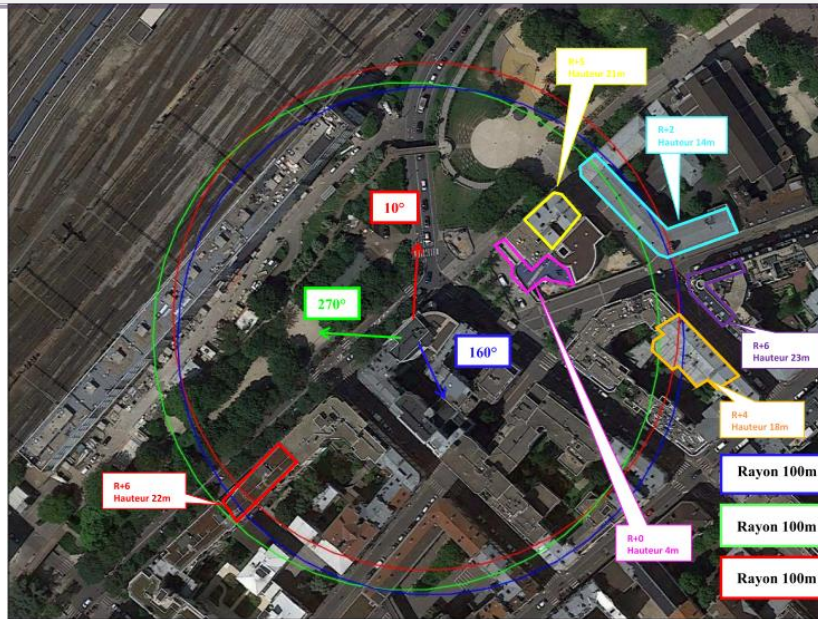 R+5
Hauteur 21m
R+2
Hauteur 14m
10°
270°
160°
R+6
Hauteur 23m
R+4
Hauteur 18m
R+6
Hauteur 22m
Rayon 100m
R+0
Hauteur 4m
Rayon 100m
Rayon 100m